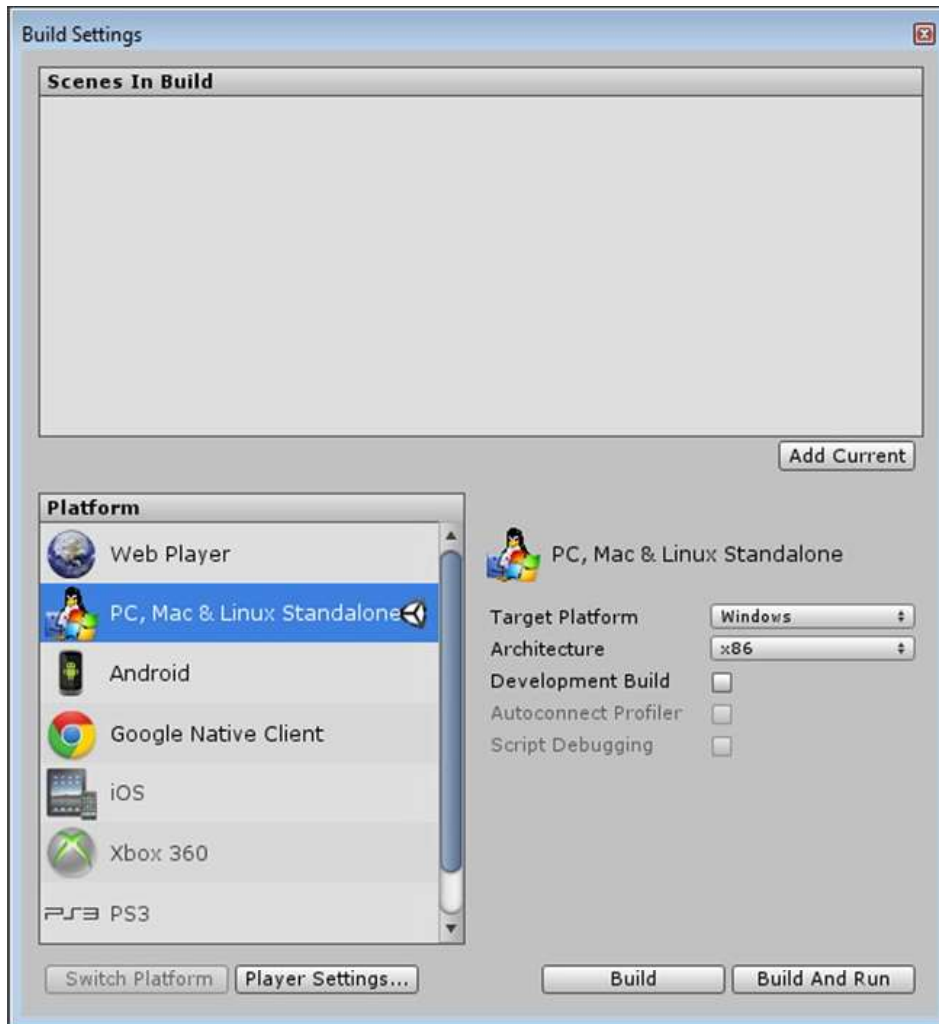 Build Settings
Scenes In Build
Add Current
Platform
Web Player
PC, Mac & Linux Standalone
Android
Google Native Client
iOS
Xbox 360
PS3 PS3
PC, Mac & Linux Standalone
Target Platform Windows
Architecture x86
Development Build
Autoconnect Profiler
Script Debugging
Switch Platform Player Settings... Build Build And Run